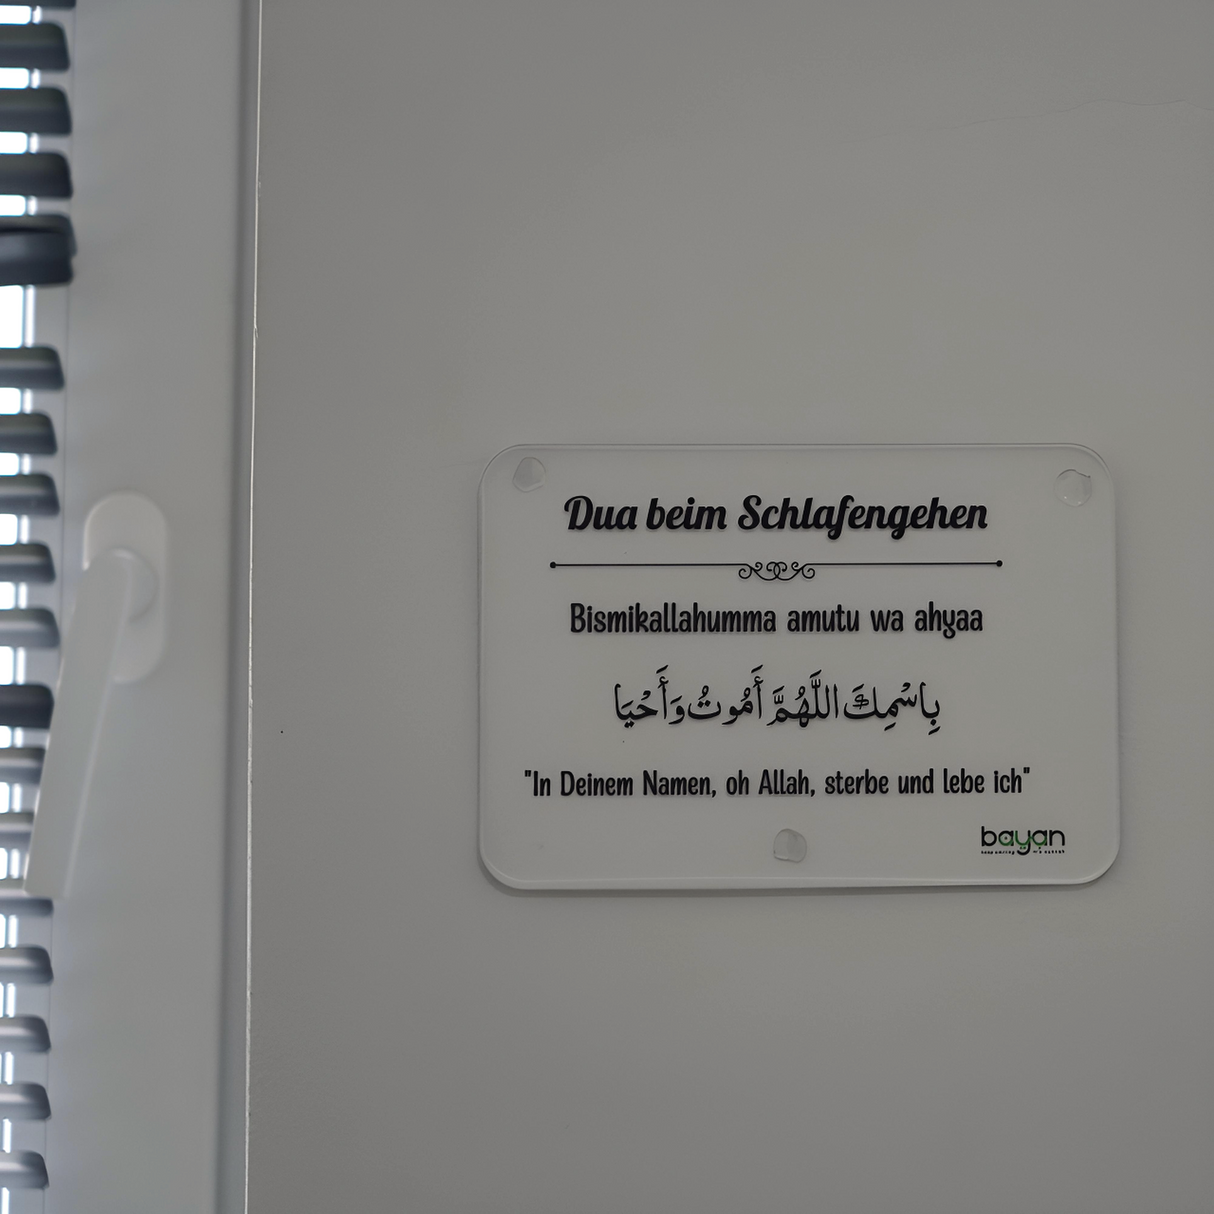 Dua beim Schlafengehen
Bismikallahumma amutu wa ahyaa
بِاسْمِكَ اللَّهُمَّ أَمُوتُ وَأَحْيَا
"In Deinem Namen, oh Allah, sterbe und lebe ich"
bayan